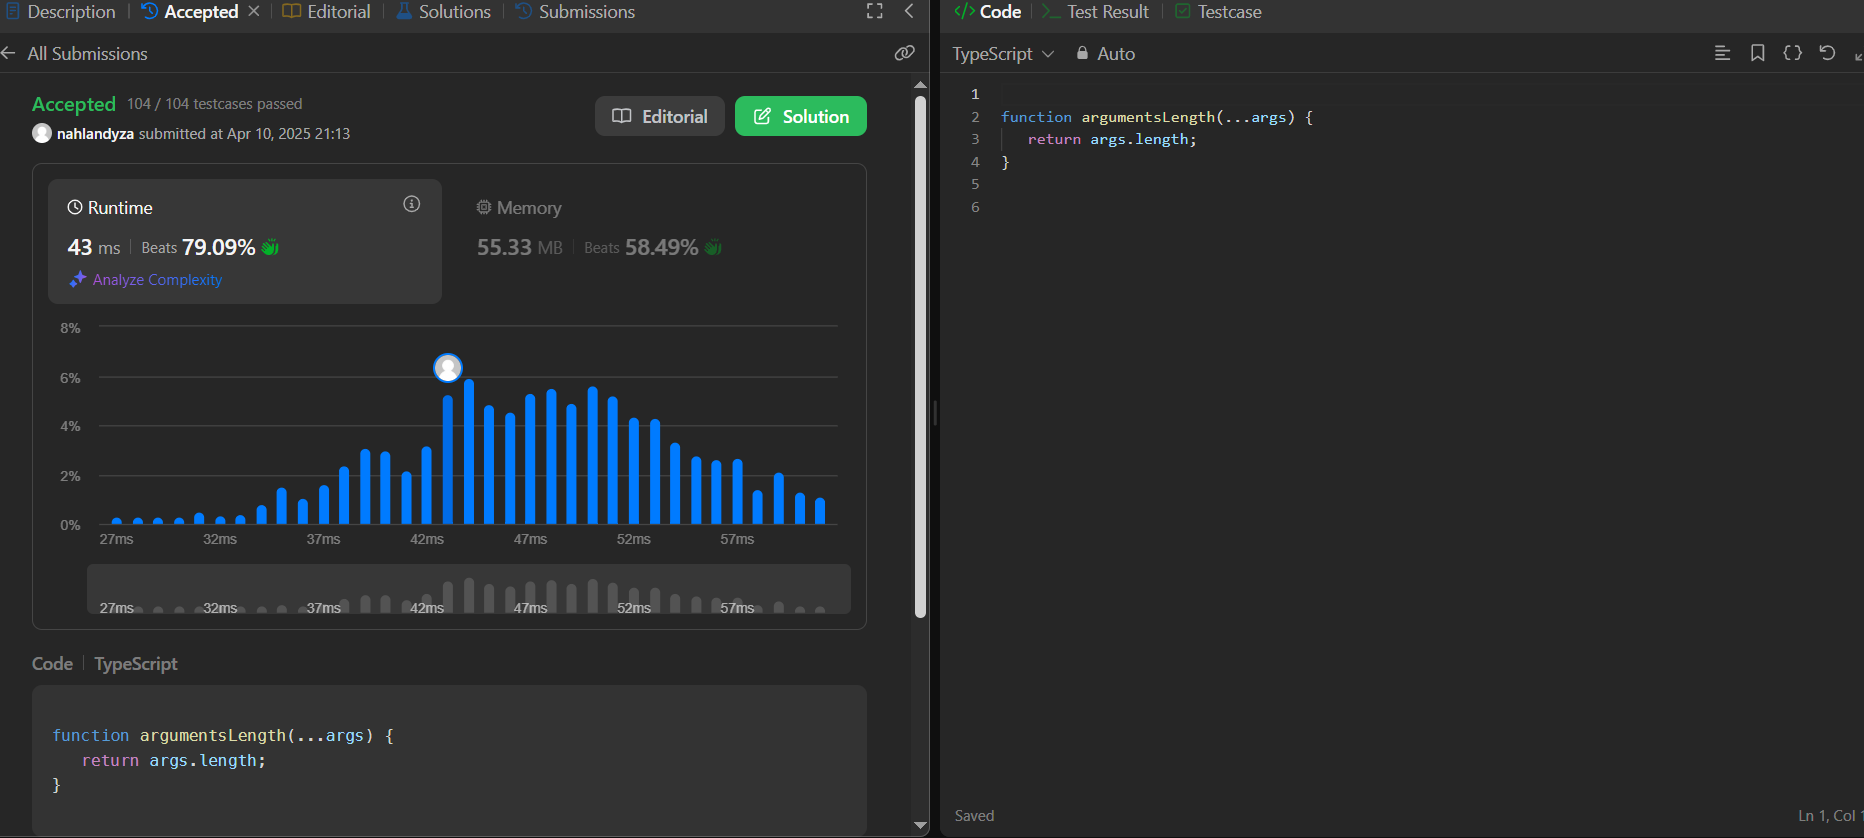 Description
Accepted
Editorial
Solutions
Submissions
All Submissions
Accepted 104 / 104 testcases passed
nahlandyza submitted at Apr 10, 2025 21:13
Editorial
Solution
Runtime
43 ms Beats 79.09%
Analyze Complexity
Memory
55.33 MB Beats 58.49%
8%
6%
4%
2%
0%
27ms 32ms 37ms 42ms 47ms 52ms 57ms
27ms 32ms 37ms 42ms 47ms 52ms 57ms
Code TypeScript
function argumentsLength(...args) {
return args.length;
}
</> Code
Test Result
Testcase
TypeScript
Auto
1
2 function argumentsLength(...args) {
3 return args.length;
4 }
5
6
Saved
Ln 1, Col 1